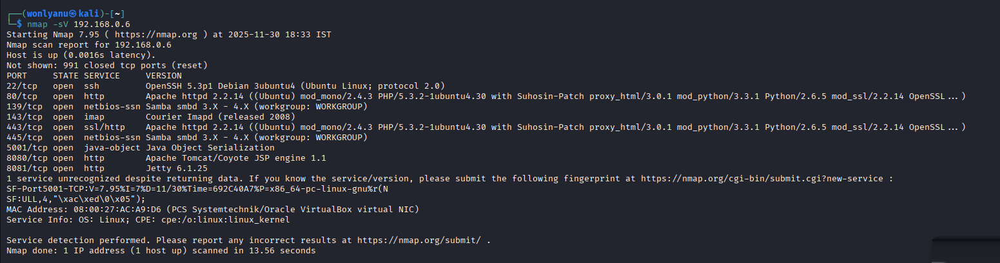 ┌──(wonlyanu㉿kali)-[~]
└─$ nmap -sV 192.168.0.6
Starting Nmap 7.95 ( https://nmap.org ) at 2025-11-30 18:33 IST
Nmap scan report for 192.168.0.6
Host is up (0.0016s latency).
Not shown: 991 closed tcp ports (reset)
PORT     STATE SERVICE     VERSION
22/tcp   open  ssh         OpenSSH 5.3p1 Debian 3ubuntu4 (Ubuntu Linux; protocol 2.0)
80/tcp   open  http        Apache httpd 2.2.14 ((Ubuntu) mod_mono/2.4.3 PHP/5.3.2-1ubuntu4.30 with Suhosin-Patch proxy_html/3.0.1 mod_python/3.3.1 Python/2.6.5 mod_ssl/2.2.14 OpenSSL...)
139/tcp  open  netbios-ssn Samba smbd 3.X - 4.X (workgroup: WORKGROUP)
143/tcp  open  imap        Courier Imapd (released 2008)
443/tcp  open  ssl/http    Apache httpd 2.2.14 ((Ubuntu) mod_mono/2.4.3 PHP/5.3.2-1ubuntu4.30 with Suhosin-Patch proxy_html/3.0.1 mod_python/3.3.1 Python/2.6.5 mod_ssl/2.2.14 OpenSSL...)
445/tcp  open  netbios-ssn Samba smbd 3.X - 4.X (workgroup: WORKGROUP)
5001/tcp open  java-object Java Object Serialization
8080/tcp open  http        Apache Tomcat/Coyote JSP engine 1.1
8081/tcp open  http        Jetty 6.1.25
1 service unrecognized despite returning data. If you know the service/version, please submit the following fingerprint at https://nmap.org/cgi-bin/submit.cgi?new-service :
SF-Port5001-TCP:V=7.95%I=7%D=11/30%Time=692C40A7%P=x86_64-pc-linux-gnu%r(N
SF:ULL,4,"\xac\xed\0\x05");
MAC Address: 08:00:27:AC:A9:D6 (PCS Systemtechnik/Oracle VirtualBox virtual NIC)
Service Info: OS: Linux; CPE: cpe:/o:linux:linux_kernel

Service detection performed. Please report any incorrect results at https://nmap.org/submit/ .
Nmap done: 1 IP address (1 host up) scanned in 13.56 seconds